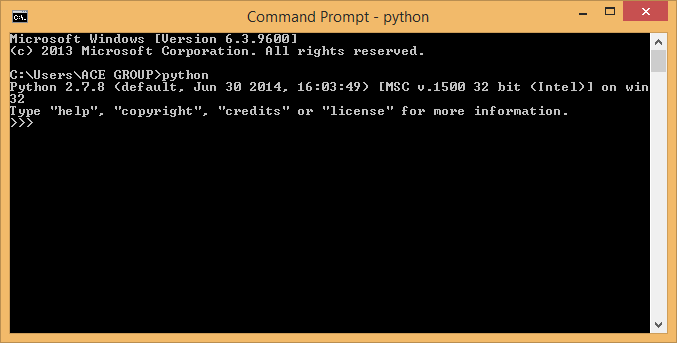 Command Prompt - python
Microsoft Windows [Version 6.3.9600]
(c) 2013 Microsoft Corporation. All rights reserved.
C:\Users\ACE GROUP>python
Python 2.7.8 (default, Jun 30 2014, 16:03:49) [MSC v.1500 32 bit (Intel)] on win
32
Type "help", "copyright", "credits" or "license" for more information.
>>>